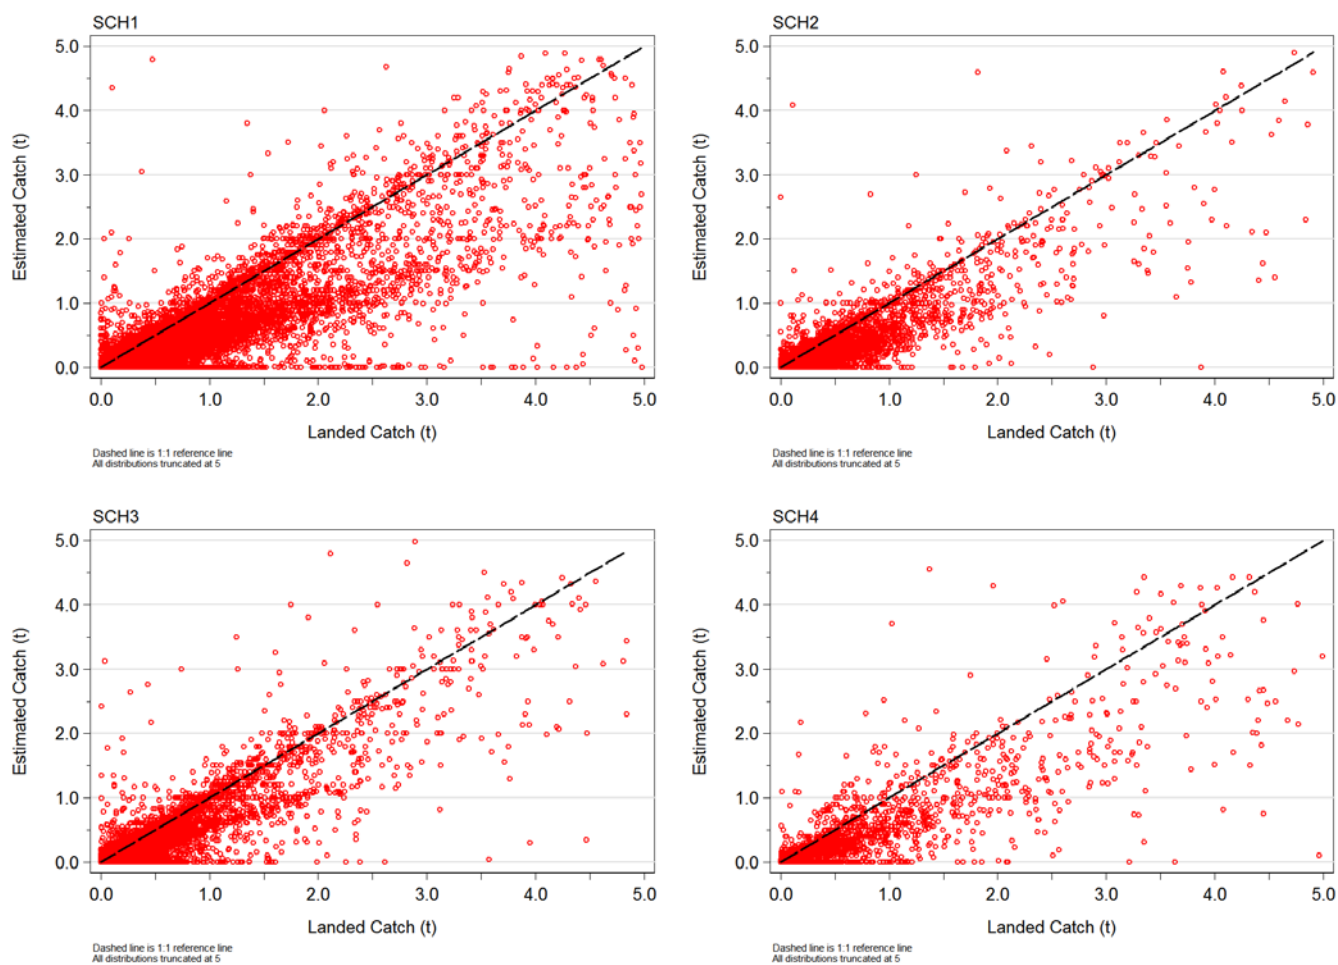 SCH1
5.0
4.0
3.0
2.0
1.0
0.0
Estimated Catch (t)
0.0 1.0 2.0 3.0 4.0 5.0
Landed Catch (t)
Dashed line is 1:1 reference line
All distributions truncated at 5
SCH2
5.0
4.0
3.0
2.0
1.0
0.0
Estimated Catch (t)
0.0 1.0 2.0 3.0 4.0 5.0
Landed Catch (t)
Dashed line is 1:1 reference line
All distributions truncated at 5
SCH3
5.0
4.0
3.0
2.0
1.0
0.0
Estimated Catch (t)
0.0 1.0 2.0 3.0 4.0 5.0
Landed Catch (t)
Dashed line is 1:1 reference line
All distributions truncated at 5
SCH4
5.0
4.0
3.0
2.0
1.0
0.0
Estimated Catch (t)
0.0 1.0 2.0 3.0 4.0 5.0
Landed Catch (t)
Dashed line is 1:1 reference line
All distributions truncated at 5